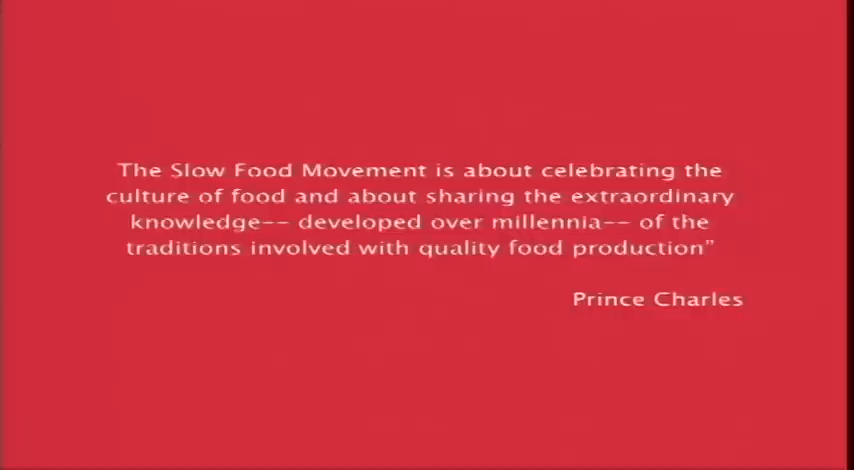 The Slow Food Movement is about celebrating the
culture of food and about sharing the extraordinary
knowledge-- developed over millennia-- of the
traditions involved with quality food production"
Prince Charles